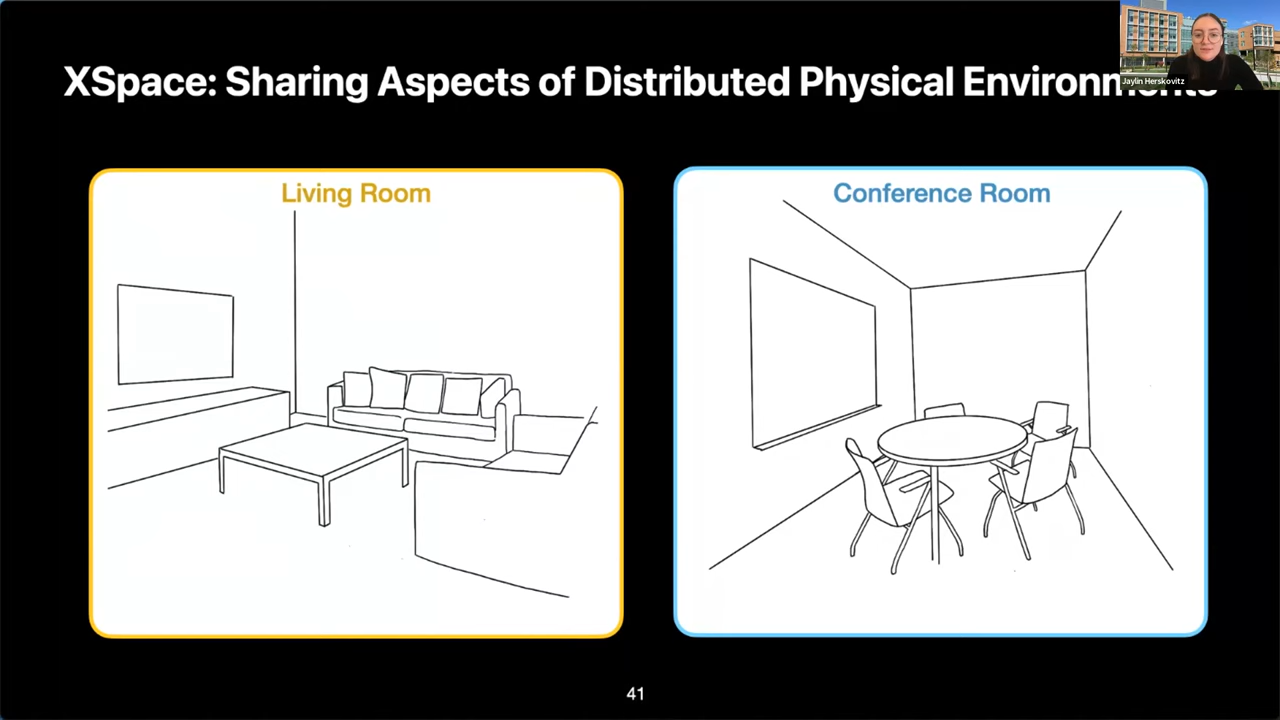 XSpace: Sharing Aspects of Distributed Physical Environments
Jaylin Herskovitz
Living Room
Conference Room
41